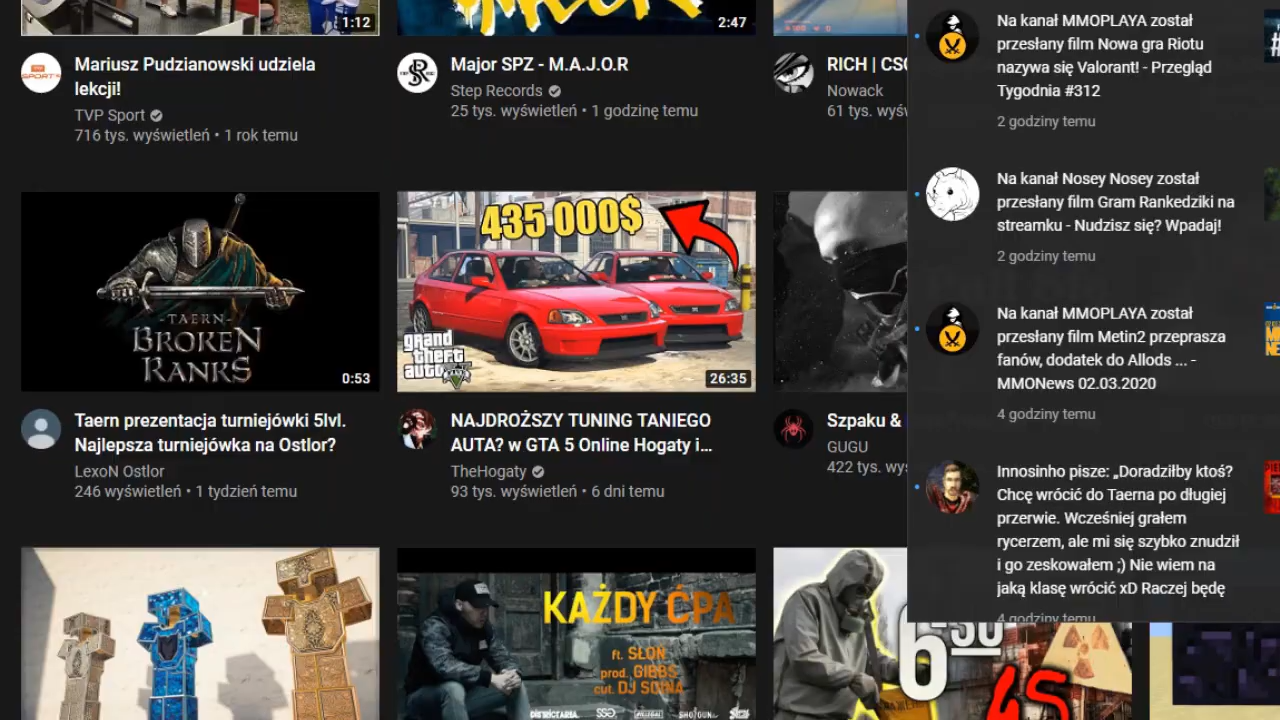 1:12
Mariusz Pudzianowski udziela
lekcji!
TVP Sport
716 tys. wyświetleń • 1 rok temu
2:47
Major SPZ - M.A.J.O.R
Step Records
25 tys. wyświetleń • 1 godzinę temu
RICH | CSG
Nowack
61 tys. wyśw
-TAERN-
BROKEN
RANKS
0:53
Taern prezentacja turniejówki 5lvl.
Najlepsza turniejówka na Ostlor?
LexoN Ostlor
246 wyświetleń • 1 tydzień temu
435 000$
grand
theft
auto
V
26:35
NAJDROŻSZY TUNING TANIEGO
AUTA? w GTA 5 Online Hogaty i...
TheHogaty
93 tys. wyświetleń • 6 dni temu
Szpaku &
GUGU
422 tys. wyś
KAŻDY ĆPA
ft. SŁOŃ
prod. GIBBS
cut. DJ SOINA
6-30
45
Na kanał MMOPLAYA został
przesłany film Nowa gra Riotu
nazywa się Valorant! - Przegląd
Tygodnia #312
2 godziny temu
Na kanał Nosey Nosey został
przesłany film Gram Rankedziki na
streamku - Nudzisz się? Wpadaj!
2 godziny temu
Na kanał MMOPLAYA został
przesłany film Metin2 przeprasza
fanów, dodatek do Allods ... -
MMONews 02.03.2020
4 godziny temu
Innosinho pisze: „Doradziłby ktoś?
Chcę wrócić do Taerna po długiej
przerwie. Wcześniej grałem
rycerzem, ale mi się szybko znudził
i go zeskowałem ;) Nie wiem na
jaką klasę wrócić xD Raczej będę
4 godziny temu